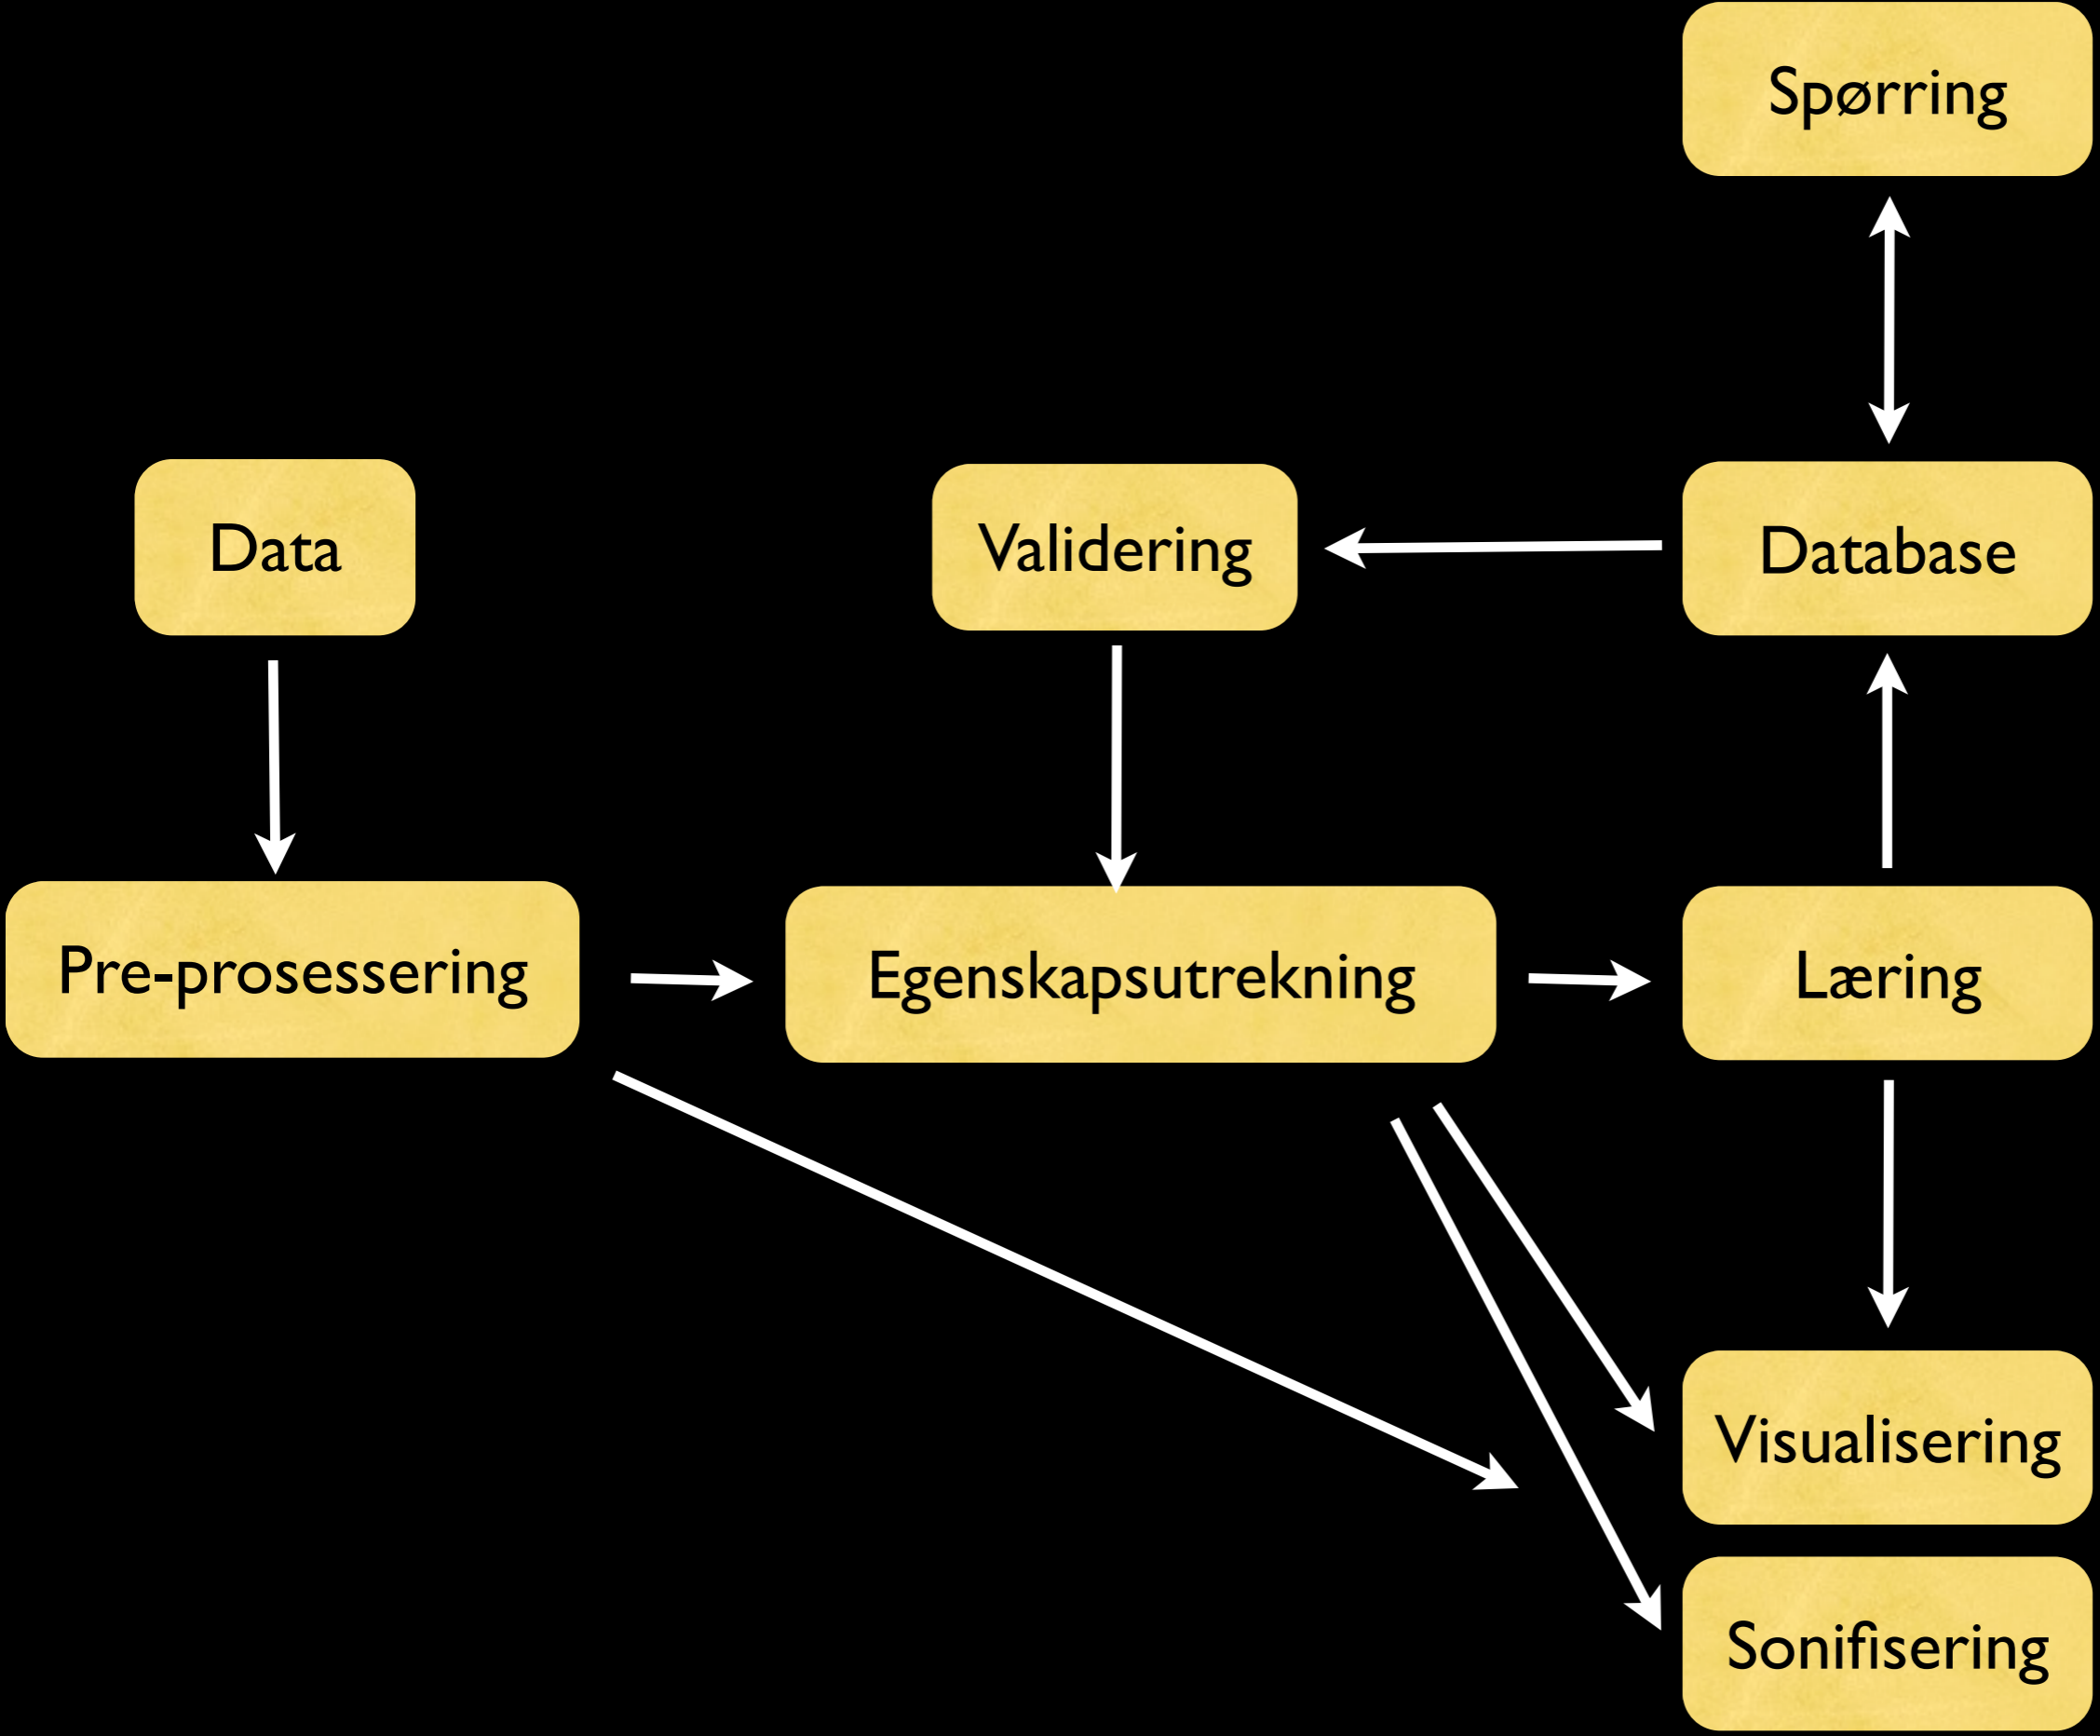 Spørring
Data
Validering
Database
Pre-prosessering
Egenskapsutrekning
Læring
Visualisering
Sonifisering